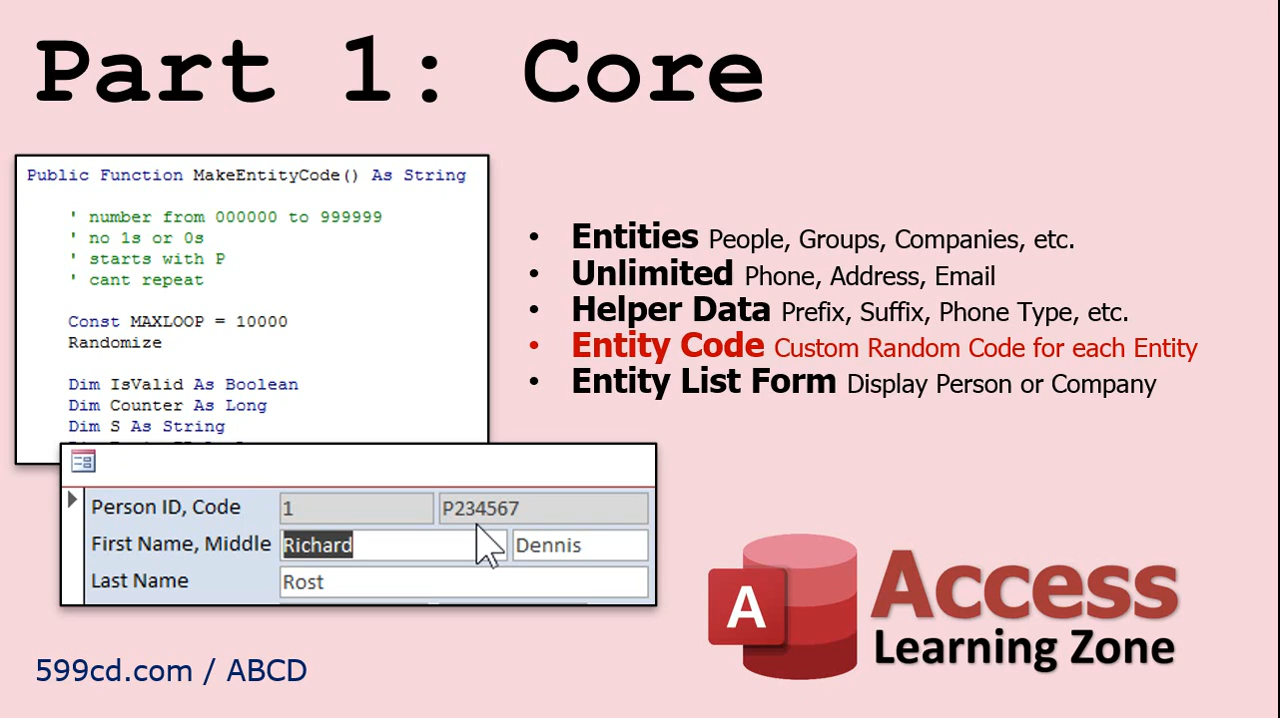 Part 1: Core
Public Function MakeEntityCode() As String
' number from 000000 to 999999
' no 1s or 0s
' starts with P
' cant repeat
Const MAXLOOP = 10000
Randomize
Dim IsValid As Boolean
Dim Counter As Long
Dim S As String
• Entities People, Groups, Companies, etc.
• Unlimited Phone, Address, Email
• Helper Data Prefix, Suffix, Phone Type, etc.
• Entity Code Custom Random Code for each Entity
• Entity List Form Display Person or Company
Person ID, Code 1 P234567
First Name, Middle Richard Dennis
Last Name Rost
A
Access
Learning Zone
599cd.com / ABCD